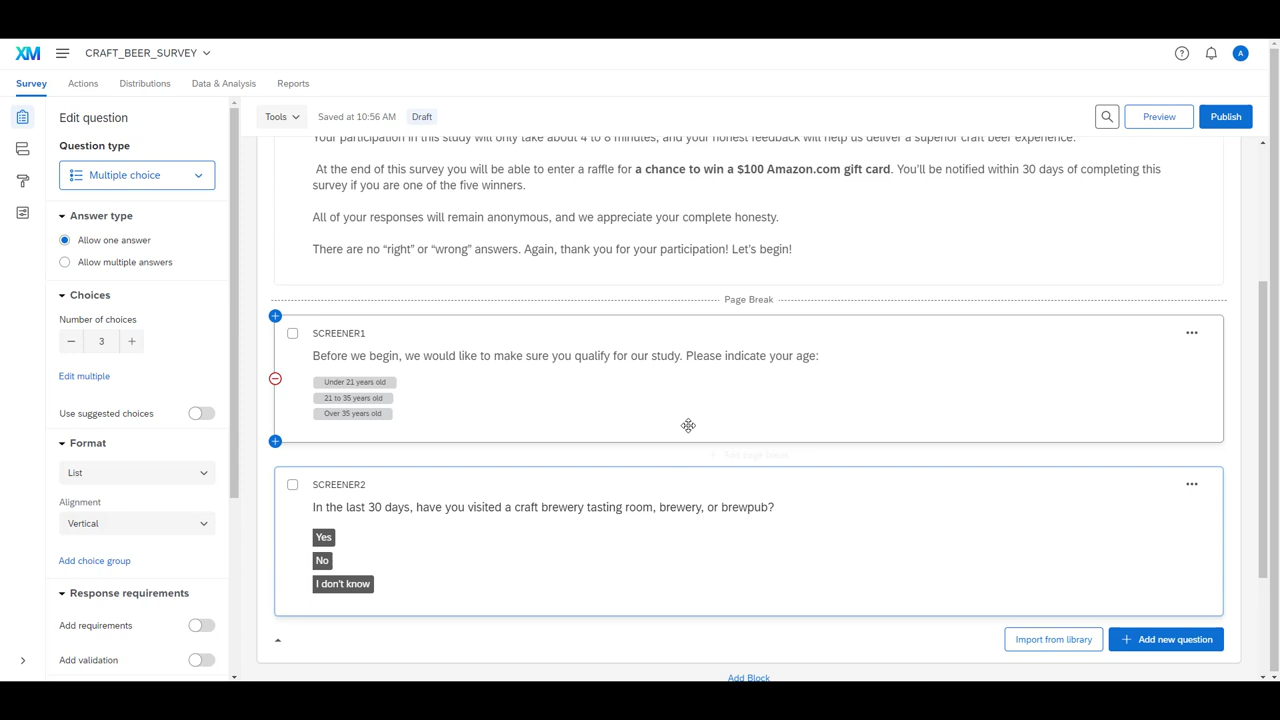 XM
CRAFT_BEER_SURVEY
A
Survey
Actions
Distributions
Data & Analysis
Reports
Edit question
Question type
Multiple choice
Answer type
Allow one answer
Allow multiple answers
Choices
Number of choices
3
Edit multiple
Use suggested choices
Format
List
Alignment
Vertical
Add choice group
Response requirements
Add requirements
Add validation
Tools
Saved at 10:56 AM
Draft
Preview
Publish
Your participation in this study will only take about 4 to 8 minutes, and your honest feedback will help us deliver a superior craft beer experience.
At the end of this survey you will be able to enter a raffle for a chance to win a $100 Amazon.com gift card. You'll be notified within 30 days of completing this
survey if you are one of the five winners.
All of your responses will remain anonymous, and we appreciate your complete honesty.
There are no “right” or “wrong” answers. Again, thank you for your participation! Let's begin!
Page Break
SCREENER1
Before we begin, we would like to make sure you qualify for our study. Please indicate your age:
Under 21 years old
21 to 35 years old
Over 35 years old
Add page break
SCREENER2
In the last 30 days, have you visited a craft brewery tasting room, brewery, or brewpub?
Yes
No
I don't know
Import from library
Add new question
Add Block